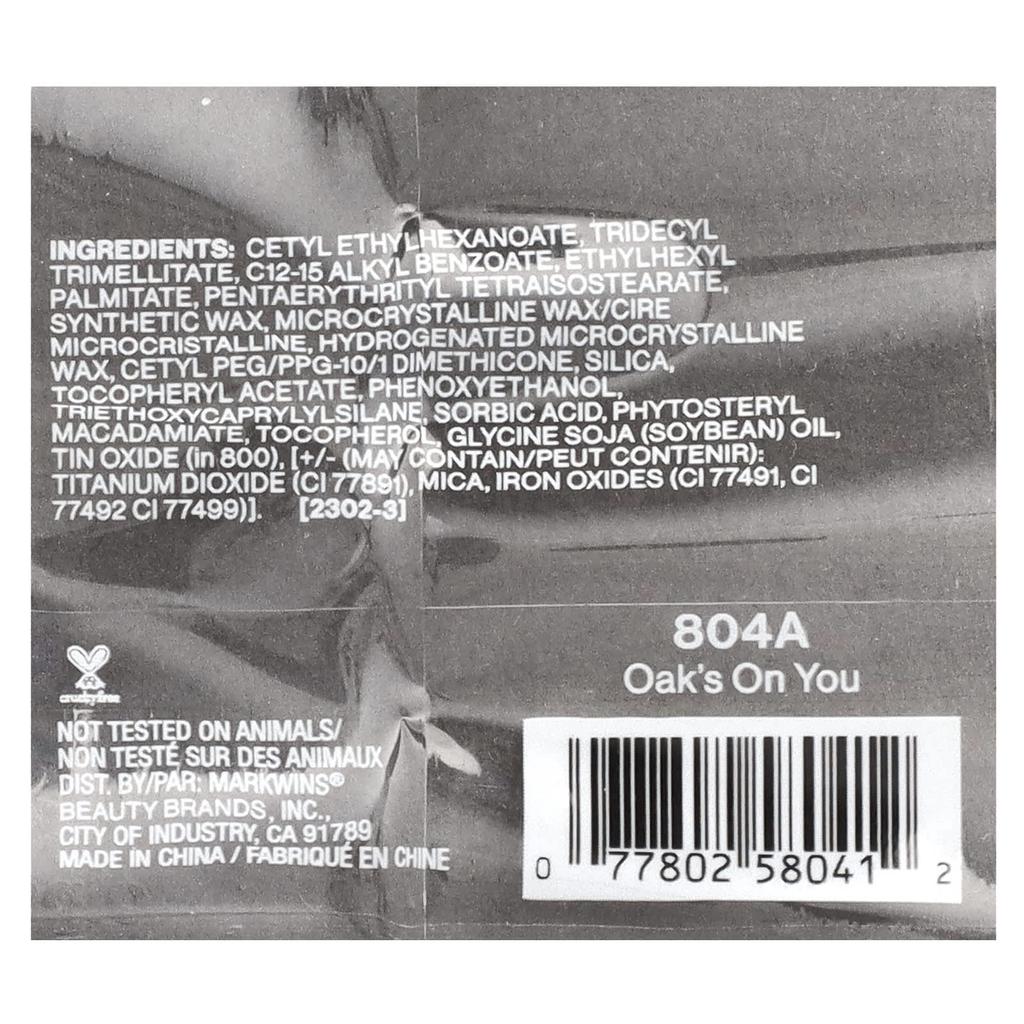 INGREDIENTS: CETYL ETHYLHEXANOATE, TRIDECYL
TRIMELLITATE, C12-15 ALKYL BENZOATE, ETHYLHEXYL
PALMITATE, PENTAERYTHRITYL TETRAISOSTEARATE,
SYNTHETIC WAX, MICROCRYSTALLINE WAX/CIRE
MICROCRISTALLINE, HYDROGENATED MICROCRYSTALLINE
WAX, CETYL PEG/PPG-10/1 DIMETHICONE, SILICA,
TOCOPHERYL ACETATE, PHENOXYETHANOL,
TRIETHOXYCAPRYLYLSILANE, SORBIC ACID, PHYTOSTERYL
MACADAMIATE, TOCOPHEROL, GLYCINE SOJA (SOYBEAN) OIL,
TIN OXIDE (in 800). [+/- (MAY CONTAIN/PEUT CONTENIR):
TITANIUM DIOXIDE (CI 77891), MICA, IRON OXIDES (CI 77491, CI
77492 CI 77499)]. [2302-3]
804A
Oak's On You
crueltyfree
NOT TESTED ON ANIMALS/
NON TESTÉ SUR DES ANIMAUX
DIST. BY/PAR: MARKWINS®
BEAUTY BRANDS, INC.,
CITY OF INDUSTRY, CA 91789
MADE IN CHINA / FABRIQUÉ EN CHINE
0 77802 58041 2